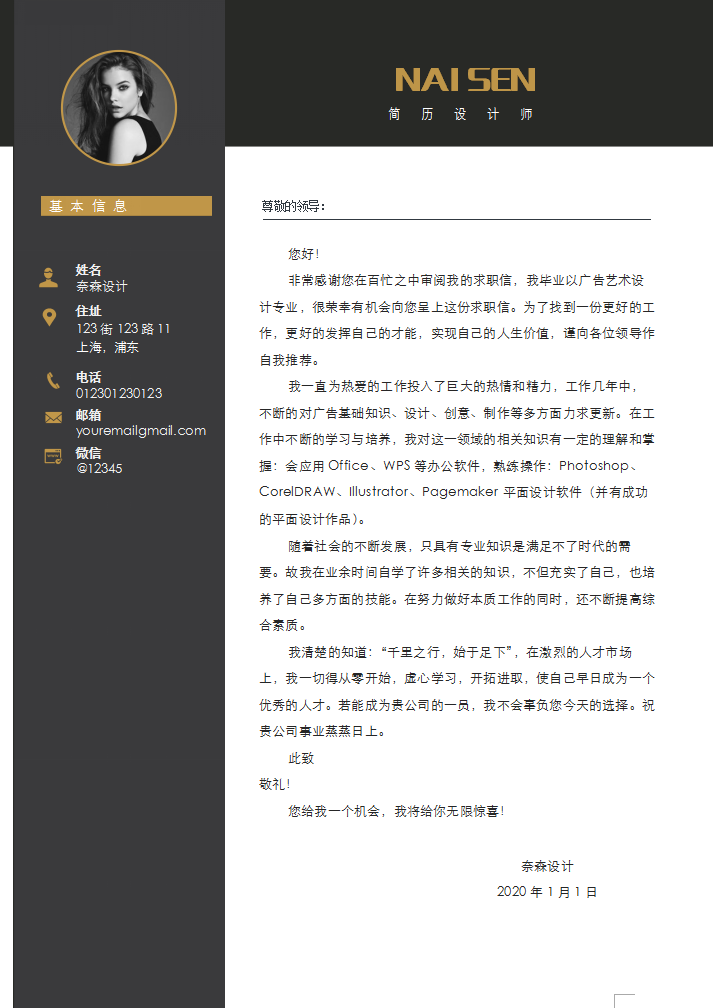 NAI SEN
简历设计师
基本信息
姓名
奈森设计
住址
123 街 123 路 11
上海，浦东
电话
012301230123
邮箱
youremailgmail.com
微信
@12345
尊敬的领导：
您好！
非常感谢您在百忙之中审阅我的求职信，我毕业以广告艺术设
计专业，很荣幸有机会向您呈上这份求职信。为了找到一份更好的工
作，更好的发挥自己的才能，实现自己的人生价值，谨向各位领导作
自我推荐。
我一直为热爱的工作投入了巨大的热情和精力，工作几年中，
不断的对广告基础知识、设计、创意、制作等多方面力求更新。在工
作中不断的学习与培养，我对这一领域的相关知识有一定的理解和掌
握：会应用 Office、WPS 等办公软件，熟练操作：Photoshop、
CorelDRAW、Illustrator、Pagemaker 平面设计软件（并有成功
的平面设计作品）。
随着社会的不断发展，只具有专业知识是满足不了时代的需
要。故我在业余时间自学了许多相关的知识，不但充实了自己，也培
养了自己多方面的技能。在努力做好本质工作的同时，还不断提高综
合素质。
我清楚的知道：“千里之行，始于足下”，在激烈的人才市场
上，我一切得从零开始，虚心学习，开拓进取，使自己早日成为一个
优秀的人才。若能成为贵公司的一员，我不会辜负您今天的选择。祝
贵公司事业蒸蒸日上。
此致
敬礼！
您给我一个机会，我将给你无限惊喜！
奈森设计
2020 年 1 月 1 日